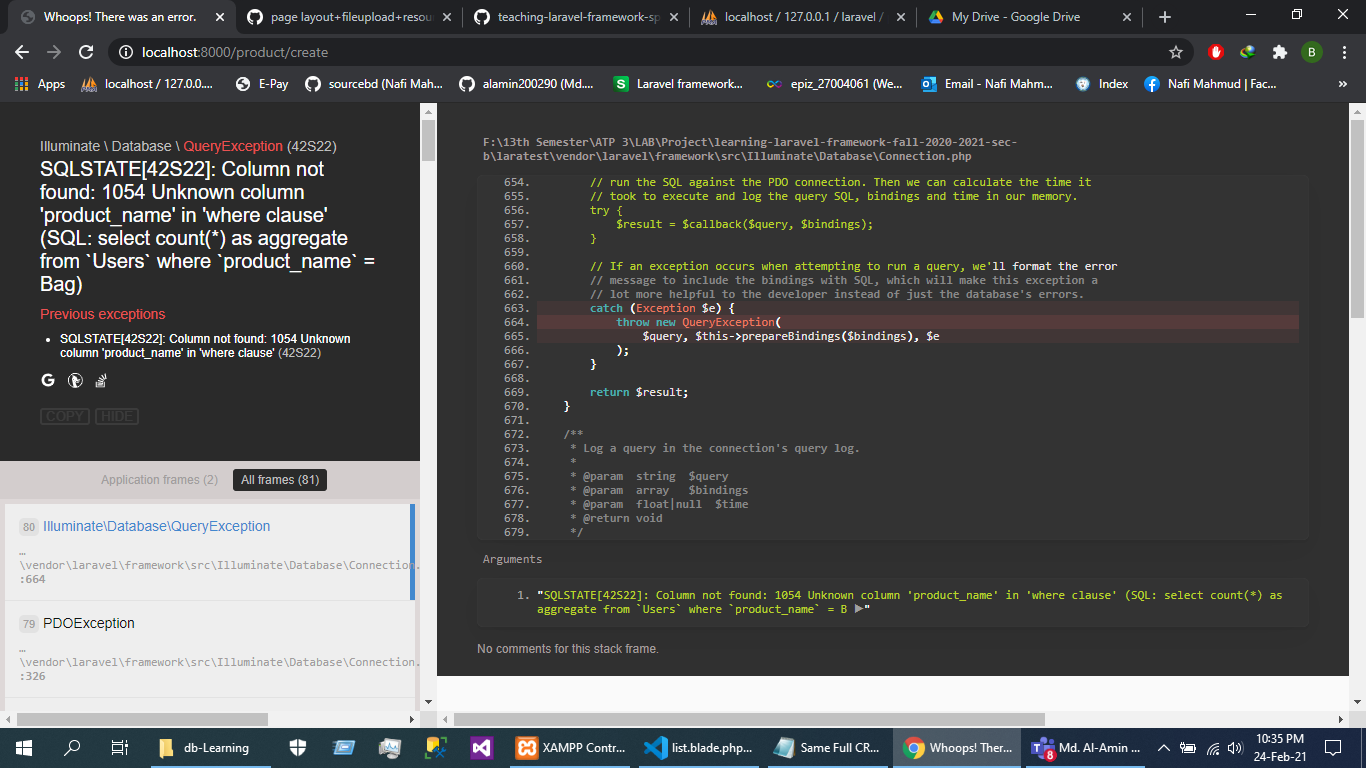 Whoops! There was an error.
page layout+fileupload+resou
teaching-laravel-framework-sp
localhost / 127.0.0.1 / laravel /
My Drive - Google Drive
localhost:8000/product/create
B
Apps
localhost / 127.0.0....
E-Pay
sourcebd (Nafi Mah...
alamin200290 (Md....
Laravel framework...
epiz_27004061 (We...
Email - Nafi Mahm...
Index
Nafi Mahmud | Fac...
»
Illuminate \ Database \ QueryException (42S22)
SQLSTATE[42S22]: Column not
found: 1054 Unknown column
'product_name' in 'where clause'
(SQL: select count(*) as aggregate
from `Users` where `product_name` =
Bag)
Previous exceptions
• SQLSTATE[42S22]: Column not found: 1054 Unknown
column 'product_name' in 'where clause' (42S22)
COPY HIDE
Application frames (2) All frames (81)
80 Illuminate\Database\QueryException
…
\vendor\laravel\framework\src\Illuminate\Database\Connection.
:664
79 PDOException
…
\vendor\laravel\framework\src\Illuminate\Database\Connection.
:326
F:\13th Semester\ATP 3\LAB\Project\learning-laravel-framework-fall-2020-2021-sec-
b\laratest\vendor\laravel\framework\src\Illuminate\Database\Connection.php
654. // run the SQL against the PDO connection. Then we can calculate the time it
655. // took to execute and log the query SQL, bindings and time in our memory.
656. try {
657. $result = $callback($query, $bindings);
658. }
659.
660. // If an exception occurs when attempting to run a query, we'll format the error
661. // message to include the bindings with SQL, which will make this exception a
662. // lot more helpful to the developer instead of just the database's errors.
663. catch (Exception $e) {
664. throw new QueryException(
665. $query, $this->prepareBindings($bindings), $e
666. );
667. }
668.
669. return $result;
670. }
671.
672. /**
673. * Log a query in the connection's query log.
674. *
675. * @param string $query
676. * @param array $bindings
677. * @param float|null $time
678. * @return void
679. */
Arguments
1. "SQLSTATE[42S22]: Column not found: 1054 Unknown column 'product_name' in 'where clause' (SQL: select count(*) as
aggregate from `Users` where `product_name` = B ▶"
No comments for this stack frame.
db-Learning
XAMPP Contr...
list.blade.php...
Same Full CR...
Whoops! Ther...
8
Md. Al-Amin ...
10:35 PM
24-Feb-21